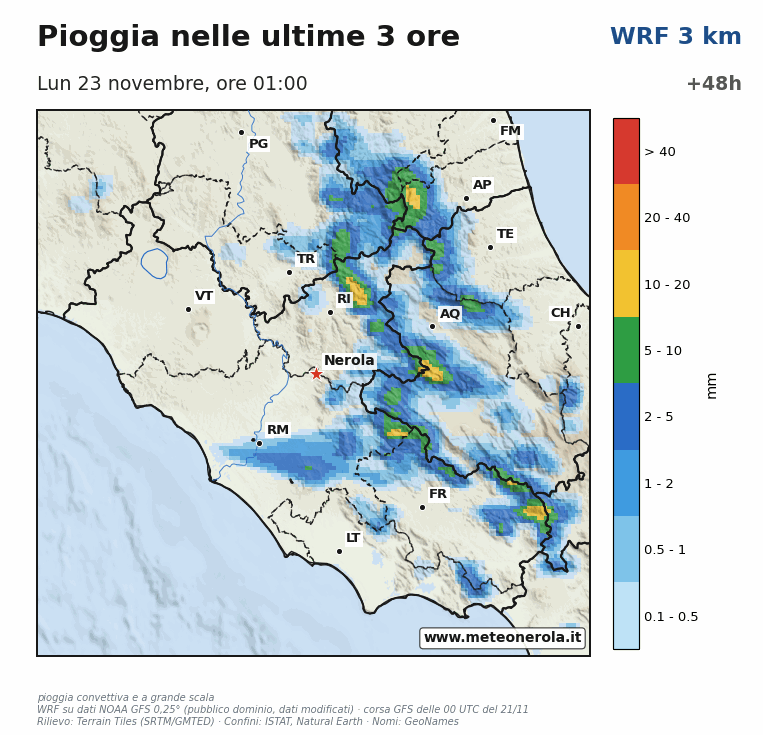 Pioggia nelle ultime 3 ore
WRF 3 km
Lun 23 novembre, ore 01:00
+48h
FM
PG
AP
TE
TR
RI
VT
AQ
CH
Nerola
RM
FR
LT
www.meteonerola.it
> 40
20 - 40
10 - 20
5 - 10
2 - 5
1 - 2
0.5 - 1
0.1 - 0.5
mm
pioggia convettiva e a grande scala
WRF su dati NOAA GFS 0,25° (pubblico dominio, dati modificati) · corsa GFS delle 00 UTC del 21/11
Rilievo: Terrain Tiles (SRTM/GMTED) · Confini: ISTAT, Natural Earth · Nomi: GeoNames